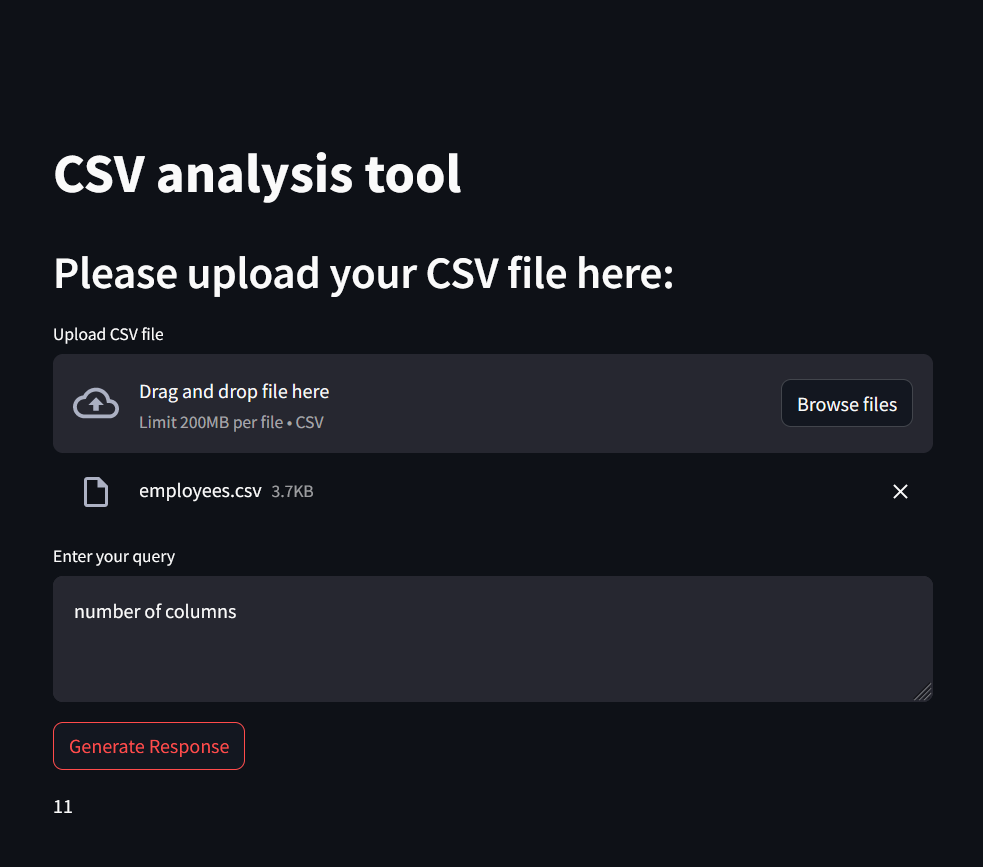 CSV analysis tool
Please upload your CSV file here:
Upload CSV file
Drag and drop file here
Limit 200MB per file • CSV
Browse files
employees.csv 3.7KB
Enter your query
number of columns
Generate Response
11